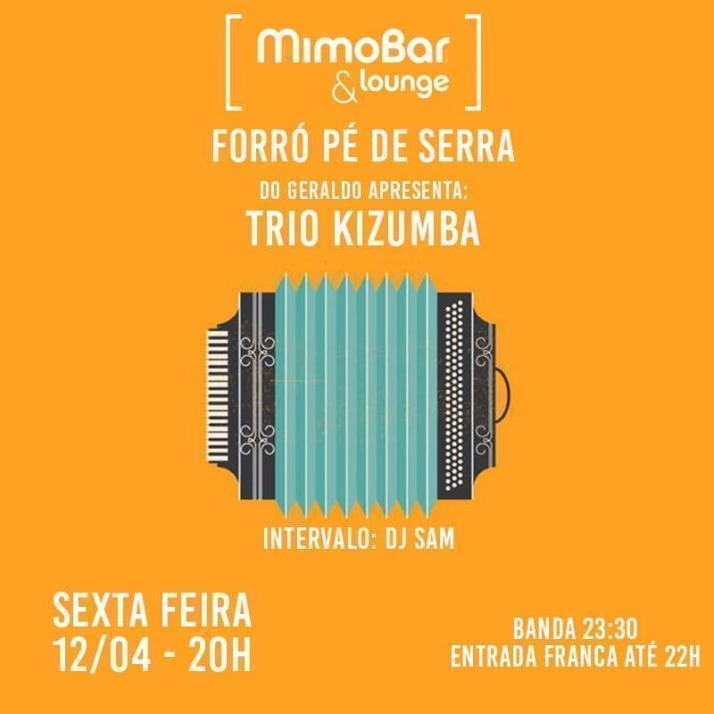 MimoBar
& lounge
FORRÓ PÉ DE SERRA
DO GERALDO APRESENTA:
TRIO KIZUMBA
INTERVALO: DJ SAM
SEXTA FEIRA
12/04 - 20H
BANDA 23:30
ENTRADA FRANCA ATÉ 22H